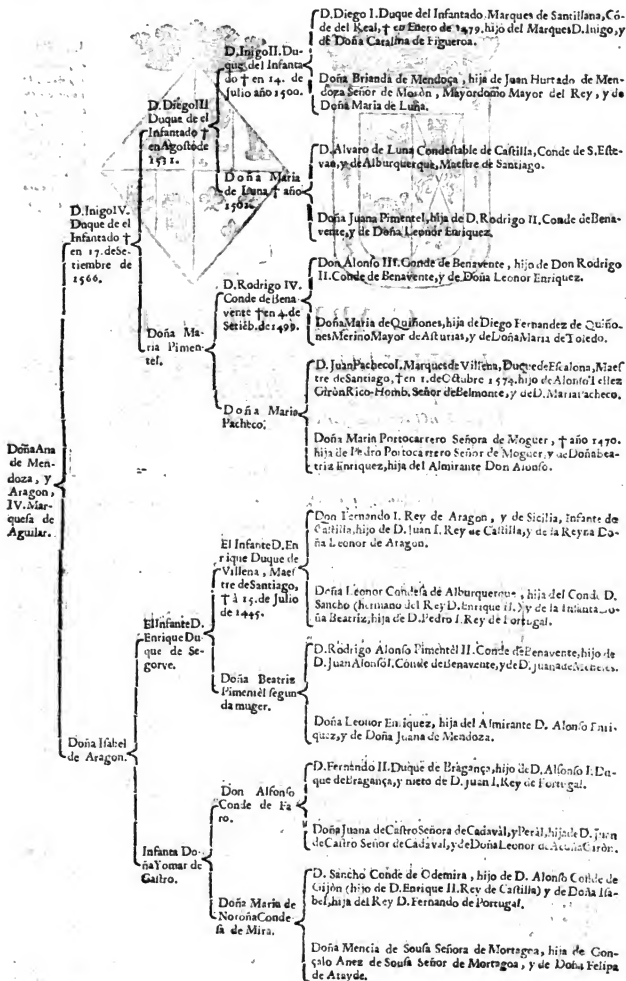 Doña Ana
de Men-
doza, y
Aragon,
IV. Mar-
quesa de
Aguilar.
D. Inigo IV.
Duque de el
Infantado †
en 17. de Se-
tiembre de
1566.
D. Diego III
Duque de el
Infantado †
en Agosto de
1531.
D. Inigo II. Du-
que del Infanta
do † en 14. de
Julio año 1500.
D. Diego I. Duque del Infantado, Marques de Santillana, Cō-
de del Real, † en Enero de 1479. hijo del Marques D. Inigo, y
de Doña Catalina de Figueroa.
Doña Brianda de Mendoça, hija de Juan Hurtado de Men-
doza Señor de Moròn, Mayordomo Mayor del Rey, y de
Doña Maria de Luna.
Doña Maria
de Luna † año
D. Alvaro de Luna Condestable de Castilla, Conde de S. Este-
van, y de Alburquerque, Maestre de Santiago.
Doña Juana Pimentel, hija de D. Rodrigo II. Conde de Bena-
vente, y de Doña Leonor Enriquez.
Doña Ma-
ria Pimen-
tel.
D. Rodrigo IV.
Conde de Bena-
vente † en 4. de
Setiēb. de 1499.
Don Alonso III. Conde de Benavente, hijo de Don Rodrigo
II. Conde de Benavente, y de Doña Leonor Enriquez.
Doña Maria de Quiñones, hija de Diego Fernandez de Quiño-
nes Merino Mayor de Asturias, y de Doña Maria de Toledo.
Doña Maria
Pacheco.
D. Juan Pacheco I. Marques de Villena, Duque de Escalona, Maes-
tre de Santiago, † en 1. de Octubre 1574. hijo de Alonso Tellez
Giròn Rico-Homb. Señor de Belmonte, y de D. Maria Pacheco.
Doña Maria Portocarrero Señora de Moguer, † año 1470.
hija de Pedro Portocarrero Señor de Moguer, y de Doña Bea-
triz Enriquez, hija del Almirante Don Alonso.
Doña Isabel
de Aragon.
El Infante D.
Enrique Du-
que de Se-
gorve.
El Infante D. En
rique Duque de
Villena, Maes
tre de Santiago,
† à 15. de Julio
de 1445.
Don Fernando I. Rey de Aragon, y de Sicilia, Infante de
Castilla, hijo de D. Juan I. Rey de Castilla, y de la Reyna Do-
ña Leonor de Aragon.
Doña Leonor Condesa de Alburquerque, hija del Conde D.
Sancho (hermano del Rey D. Enrique II.) y de la Infanta Do-
ña Beatriz, hija de D. Pedro I. Rey de Portugal.
Doña Beatriz
Pimentèl segun
da muger.
D. Rodrigo Alonso Pimentèl II. Conde de Benavente, hijo de
D. Juan Alonso I. Conde de Benavente, y de D. Juana de Meneses.
Doña Leonor Enriquez, hija del Almirante D. Alonso Enri-
quez, y de Doña Juana de Mendoza.
Infanta Do-
ña Yomar de
Castro.
Don Alfonso
Conde de Fa
ro.
D. Fernando II. Duque de Bragança, hijo de D. Alfonso I. Du-
que de Bragança, y nieto de D. Juan I. Rey de Portugal.
Doña Juana de Castro Señora de Cadaval, y Peràl, hija de D. Juan
de Castro Señor de Cadaval, y de Doña Leonor de Acuña Giròn.
Doña Maria de
Noroña Conde-
sa de Mira.
D. Sancho Conde de Odemira, hijo de D. Alonso Conde de
Gijòn (hijo de D. Enrique II. Rey de Castilla) y de Doña Isa-
bel, hija del Rey D. Fernando de Portugal.
Doña Mencia de Sousa Señora de Mortagoa, hija de Gon-
çalo Anez de Sousa Señor de Mortagoa, y de Doña Felipa
de Atayde.